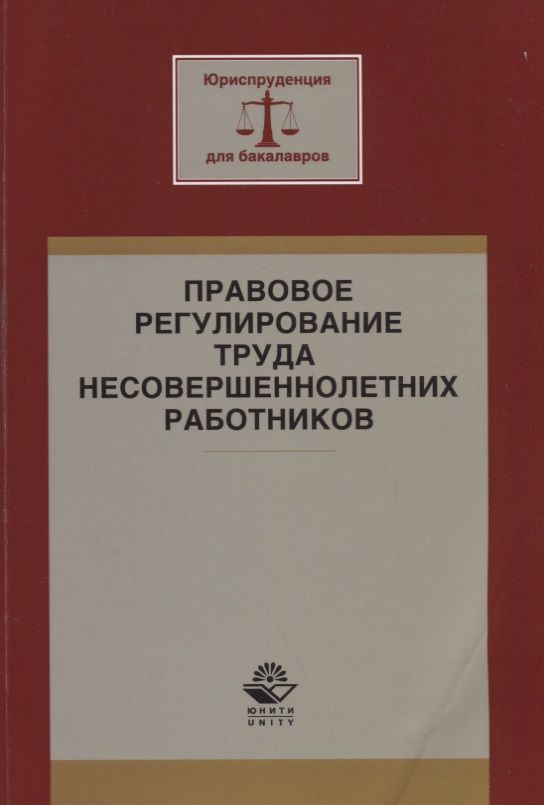 Юриспруденция
для бакалавров
ПРАВОВОЕ
РЕГУЛИРОВАНИЕ
ТРУДА
НЕСОВЕРШЕННОЛЕТНИХ
РАБОТНИКОВ
ЮНИТИ
UNITY